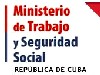 Ministerio
de Trabajo
y Seguridad
Social
REPUBLICA DE CUBA